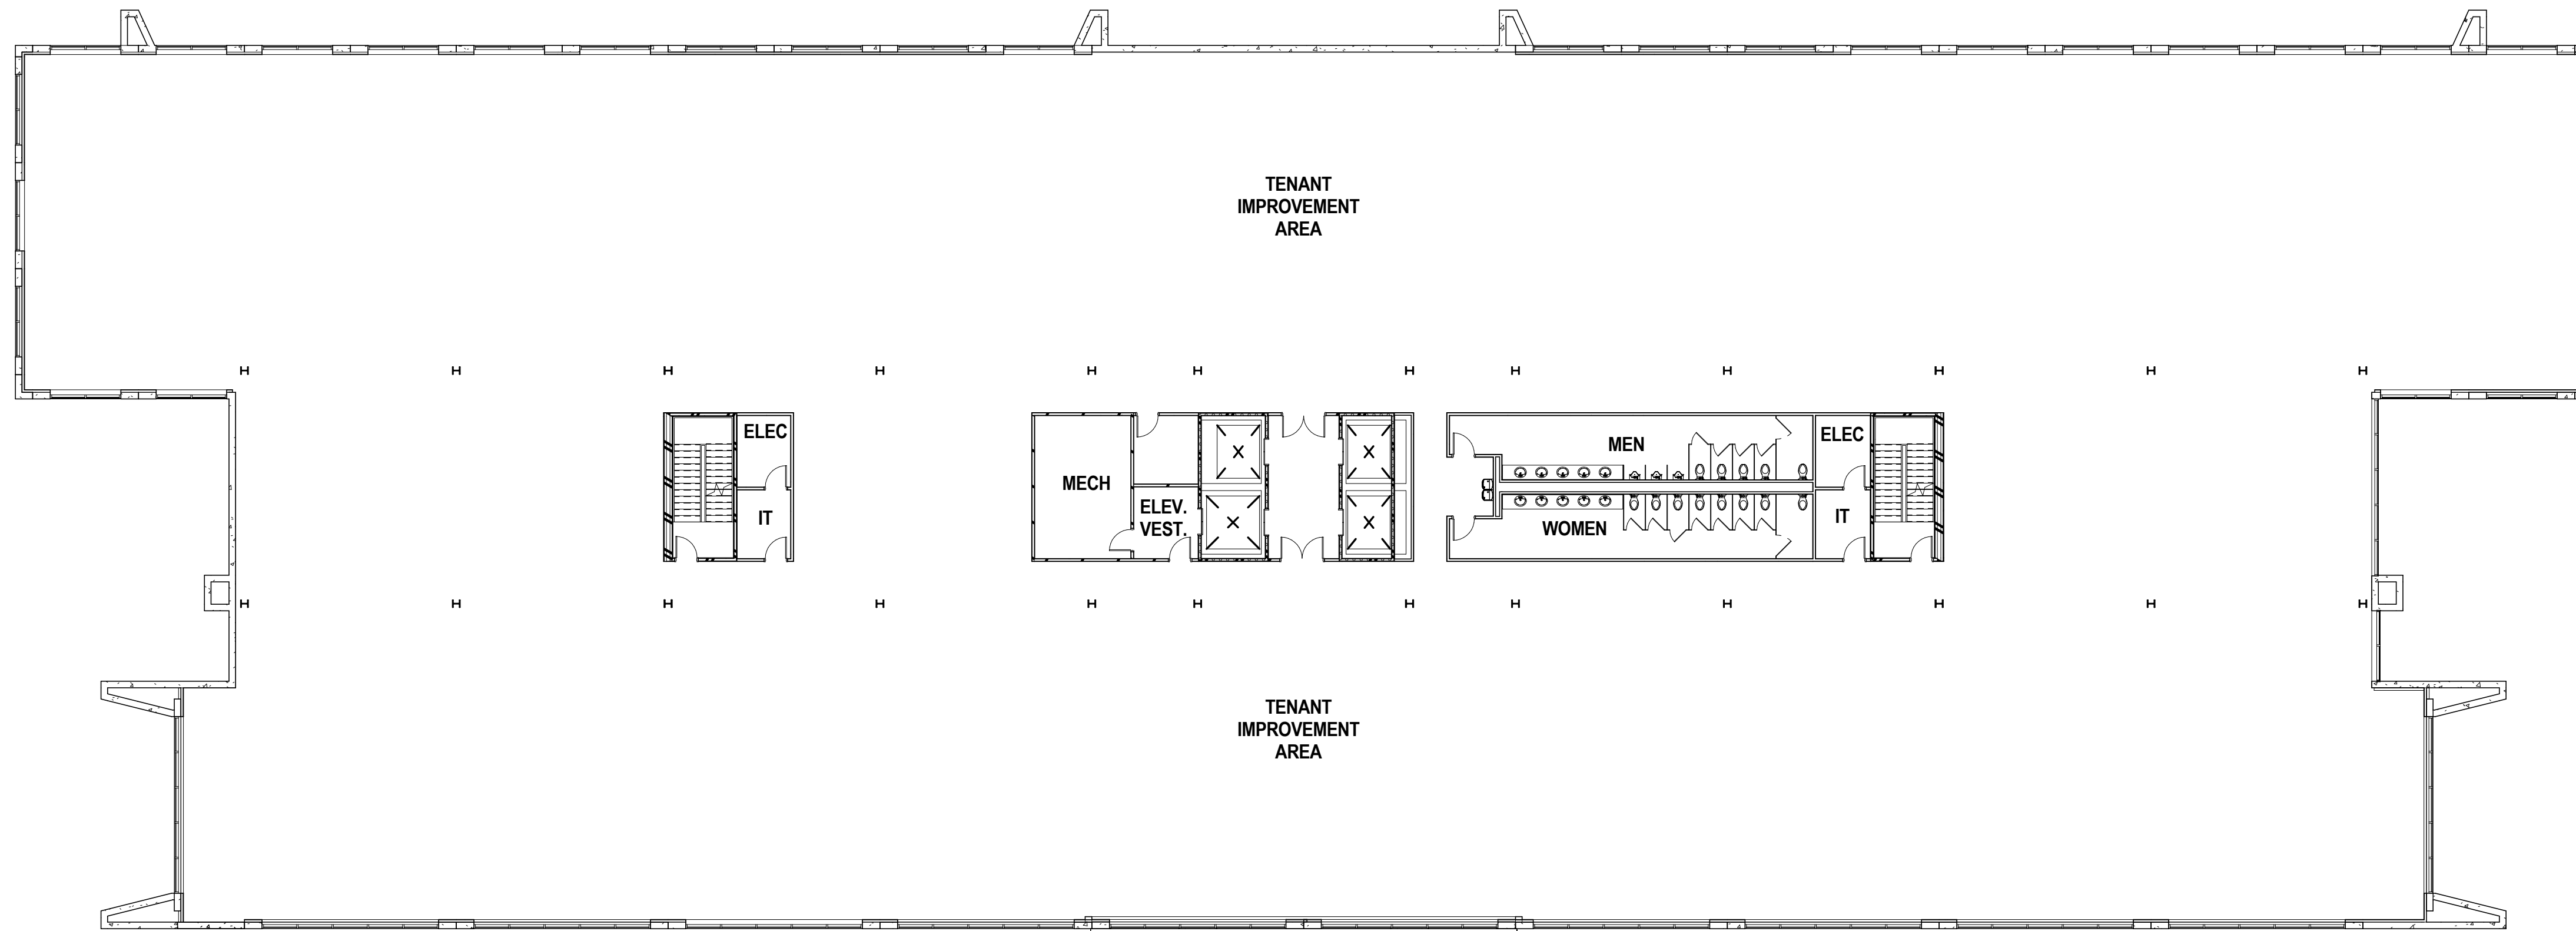 TENANT
IMPROVEMENT
AREA
ELEC
IT
MECH
ELEV.
VEST.
MEN
WOMEN
ELEC
IT
TENANT
IMPROVEMENT
AREA